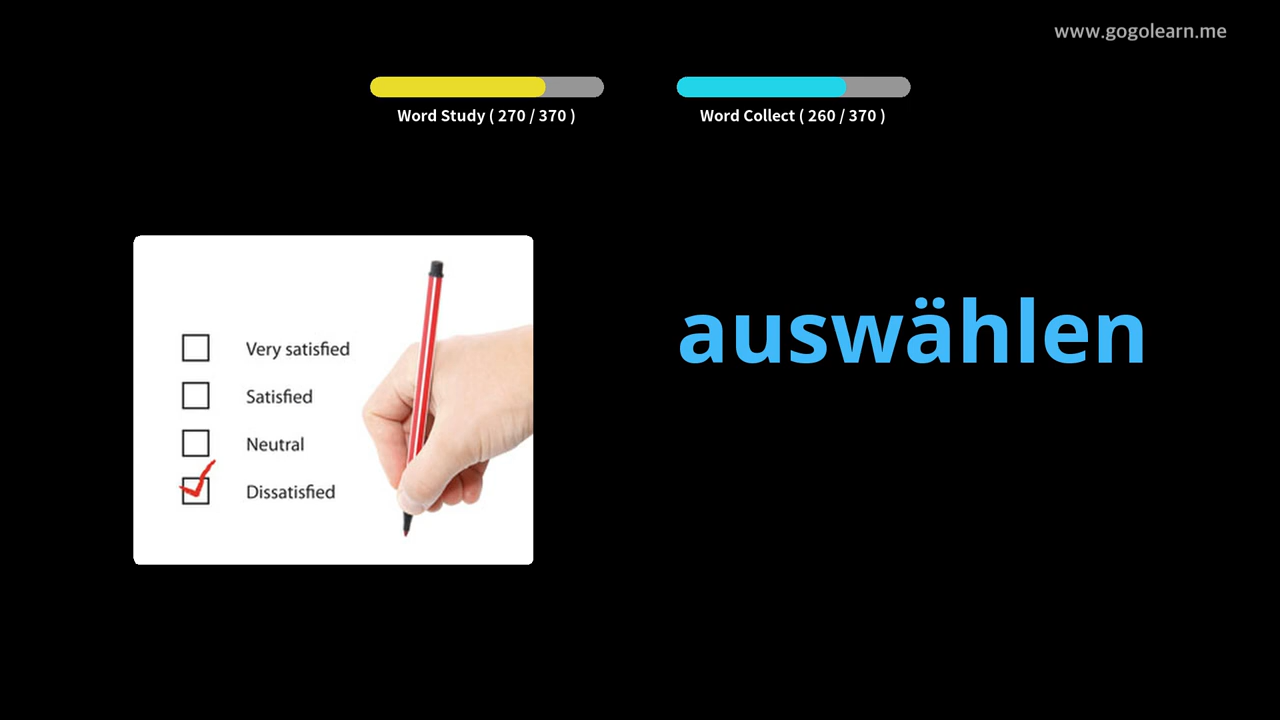 www.gogolearn.me
Word Study ( 270 / 370 )
Word Collect ( 260 / 370 )
Very satisfied
Satisfied
Neutral
Dissatisfied
auswählen